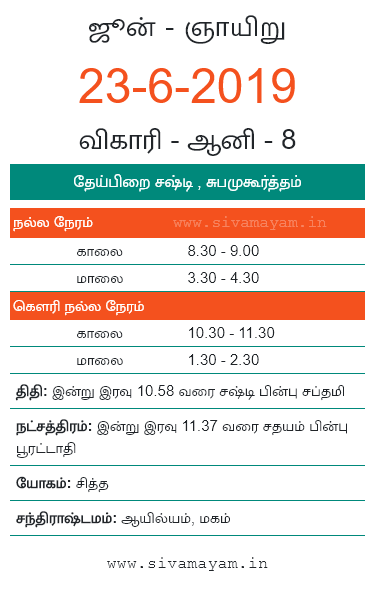 ஜூன் - ஞாயிறு
23-6-2019
விகாரி - ஆனி - 8
தேய்பிறை சஷ்டி , சுபமுகூர்த்தம்
நல்ல நேரம் www.sivamayam.in
காலை 8.30 - 9.00
மாலை 3.30 - 4.30
கௌரி நல்ல நேரம்
காலை 10.30 - 11.30
மாலை 1.30 - 2.30
திதி: இன்று இரவு 10.58 வரை சஷ்டி பின்பு சப்தமி
நட்சத்திரம்: இன்று இரவு 11.37 வரை சதயம் பின்பு
பூரட்டாதி
யோகம்: சித்த
சந்திராஷ்டமம்: ஆயில்யம், மகம்
www.sivamayam.in